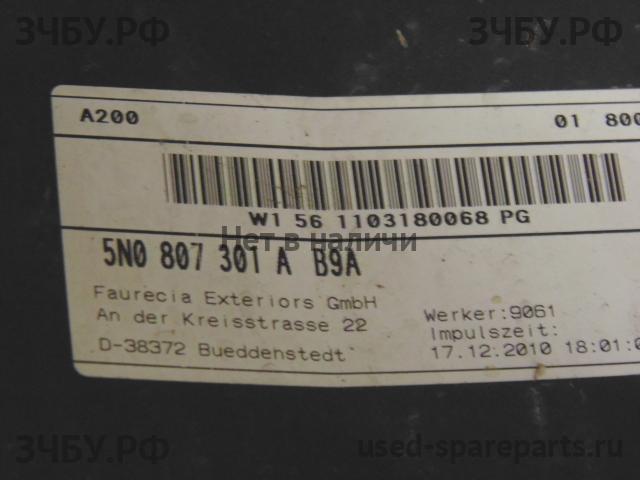 ЗЧБУ.РФ
ЗЧБУ.РФ
A200
01 800
W1 56 1103180068 PG
Нет в наличи
5N0 807 301 A B9A
Faurecia Exteriors GmbH
An der Kreisstrasse 22
D-38372 Bueddenstedt
Werker:9061
Impulszeit:
17.12.2010 18:01:0
ЗЧБУ.РФ
used-spareparts.ru